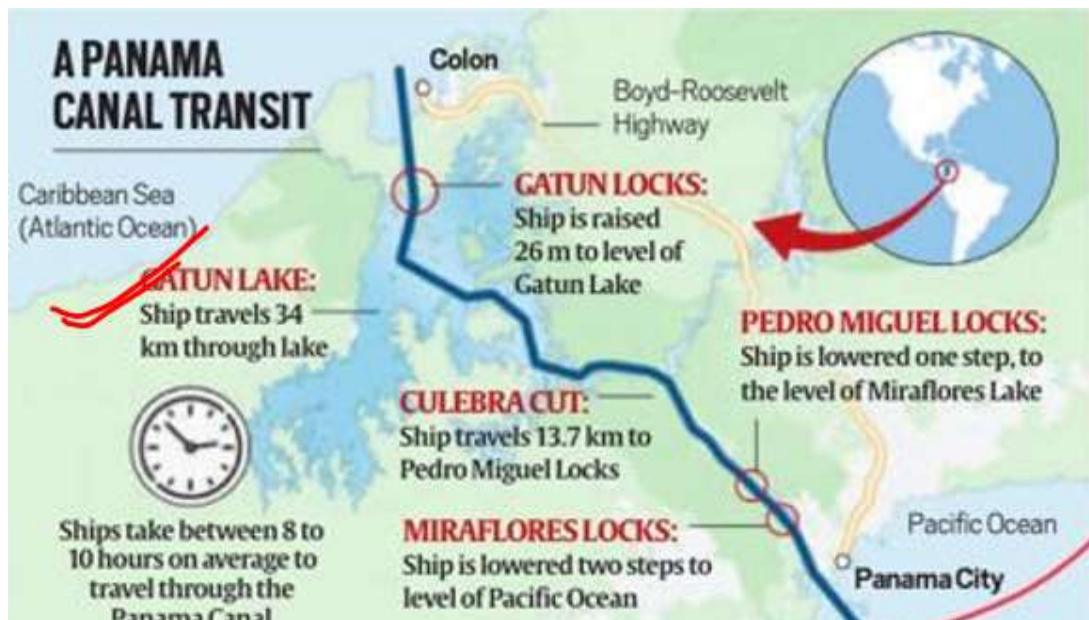 A PANAMA
CANAL TRANSIT
Colon
Boyd-Roosevelt
Highway
Caribbean Sea
(Atlantic Ocean)
GATUN LOCKS:
Ship is raised
26 m to level of
Gatun Lake
GATUN LAKE:
Ship travels 34
km through lake
PEDRO MIGUEL LOCKS:
Ship is lowered one step, to
the level of Miraflores Lake
CULEBRA CUT:
Ship travels 13.7 km to
Pedro Miguel Locks
Ships take between 8 to
10 hours on average to
travel through the
Panama Canal
MIRAFLORES LOCKS:
Ship is lowered two steps to
level of Pacific Ocean
Pacific Ocean
Panama City